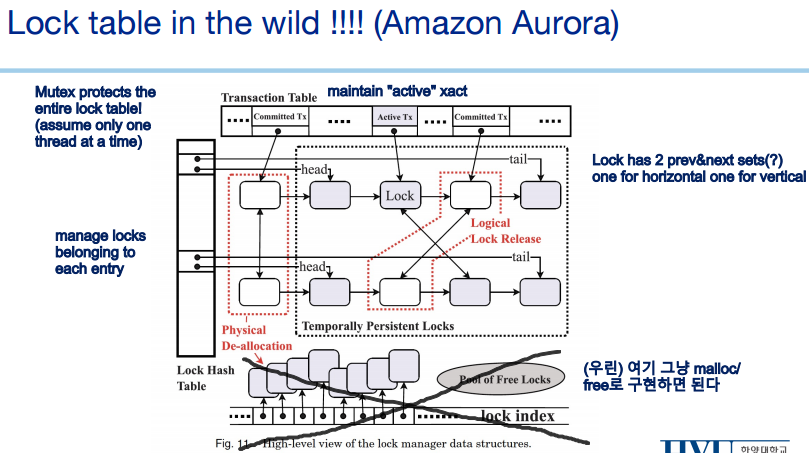 Lock table in the wild !!!! (Amazon Aurora)
Mutex protects the
entire lock table!
(assume only one
thread at a time)
Transaction Table
maintain "active" xact
Committed Tx
Active Tx
Committed Tx
Lock has 2 prev&next sets(?)
one for horizontal one for vertical
tail
head
Lock
manage locks
belonging to
each entry
Logical
Lock Release
tail
head
Physical
De-allocation
Temporally Persistent Locks
Lock Hash
Table
Pool of Free Locks
(우린) 여기 그냥 malloc/
free로 구현하면 된다
lock index
Fig. 11. High-level view of the lock manager data structures.
HYU 한양대학교